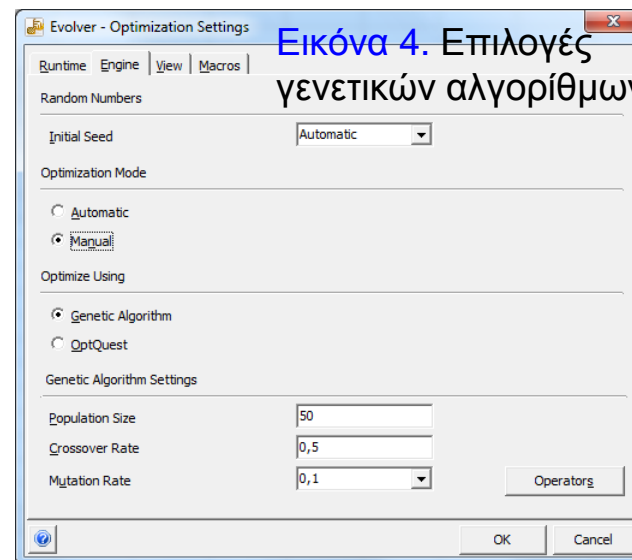 Evolver - Optimization Settings
Εικόνα 4. Επιλογές
γενετικών αλγορίθμων
Runtime Engine View Macros
Random Numbers
Initial Seed Automatic
Optimization Mode
Automatic
Manual
Optimize Using
Genetic Algorithm
OptQuest
Genetic Algorithm Settings
Population Size 50
Crossover Rate 0,5
Mutation Rate 0,1 Operators
OK Cancel